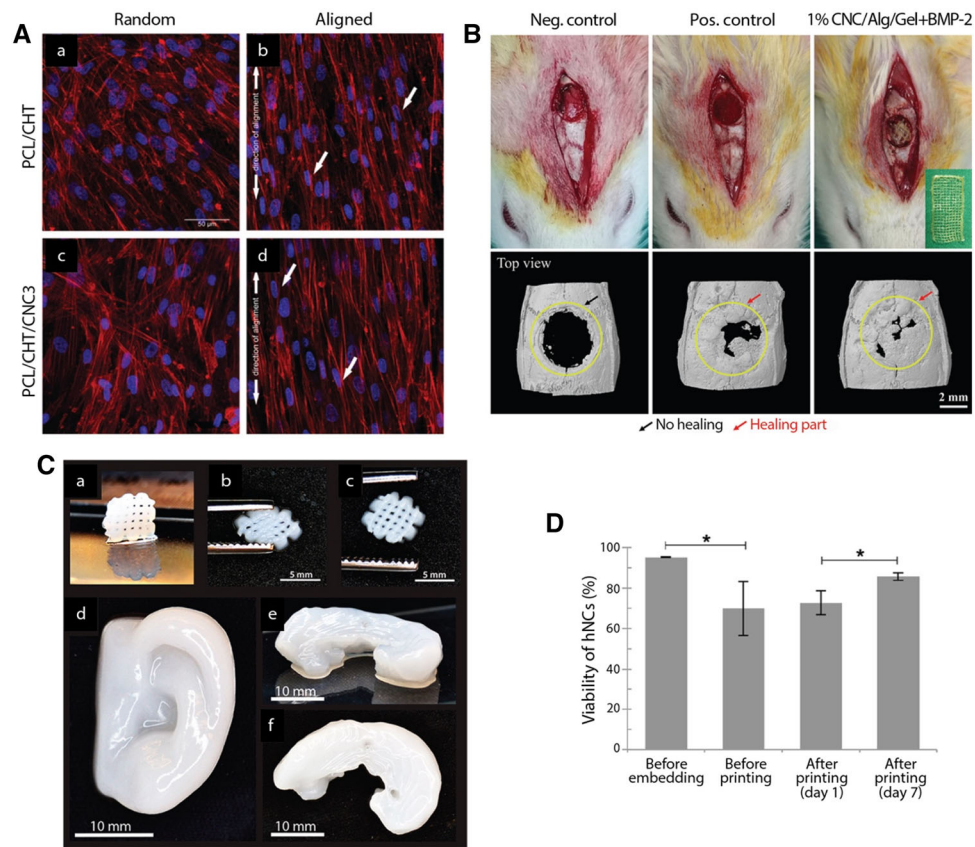 A
Random
Aligned
PCL/CHT
a
50 µm
b
direction of alignment
PCL/CHT/CNC3
c
d
direction of alignment
B
Neg. control
Pos. control
1% CNC/Alg/Gel+BMP-2
Top view
2 mm
No healing
Healing part
C
a
b
5 mm
c
5 mm
d
10 mm
e
10 mm
f
10 mm
D
Viability of hNCs (%)
100
80
60
40
20
0
*
*
Before
embedding
Before
printing
After
printing
(day 1)
After
printing
(day 7)